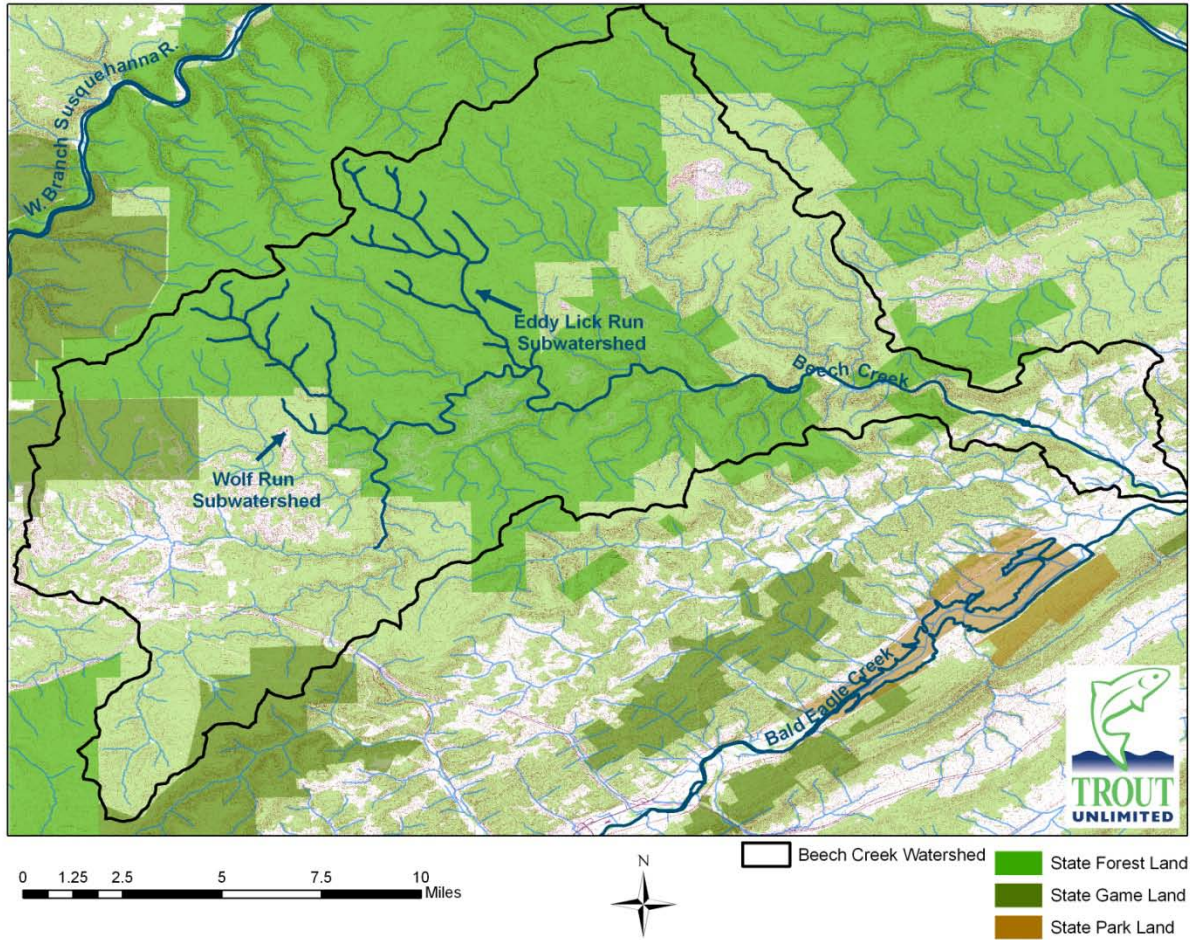 W. Branch Susquehanna R.
Eddy Lick Run
Subwatershed
Beech Creek
Wolf Run
Subwatershed
Bald Eagle Creek
TROUT
UNLIMITED
0 1.25 2.5 5 7.5 10
Miles
N
Beech Creek Watershed
State Forest Land
State Game Land
State Park Land